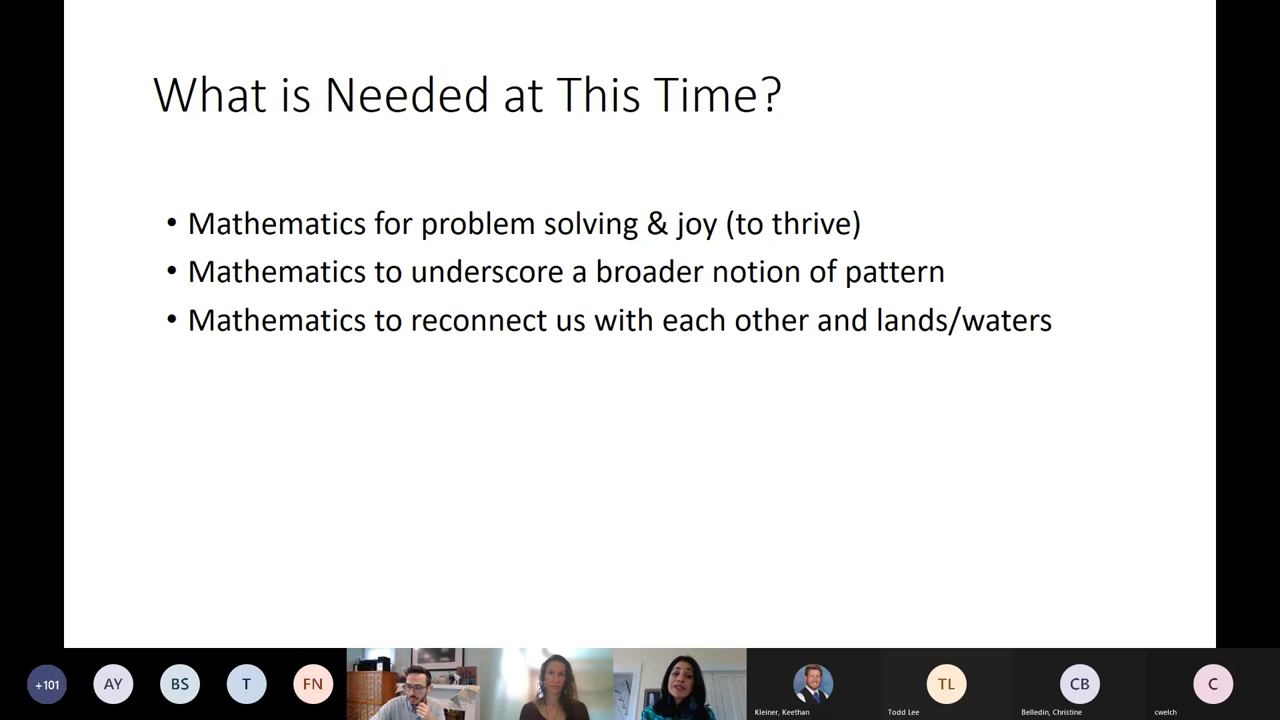 What is Needed at This Time?
• Mathematics for problem solving & joy (to thrive)
• Mathematics to underscore a broader notion of pattern
• Mathematics to reconnect us with each other and lands/waters
+101
AY
BS
T
FN
TL
CB
C
Kleiner, Keethan
Todd Lee
Belledin, Christine
cwelch